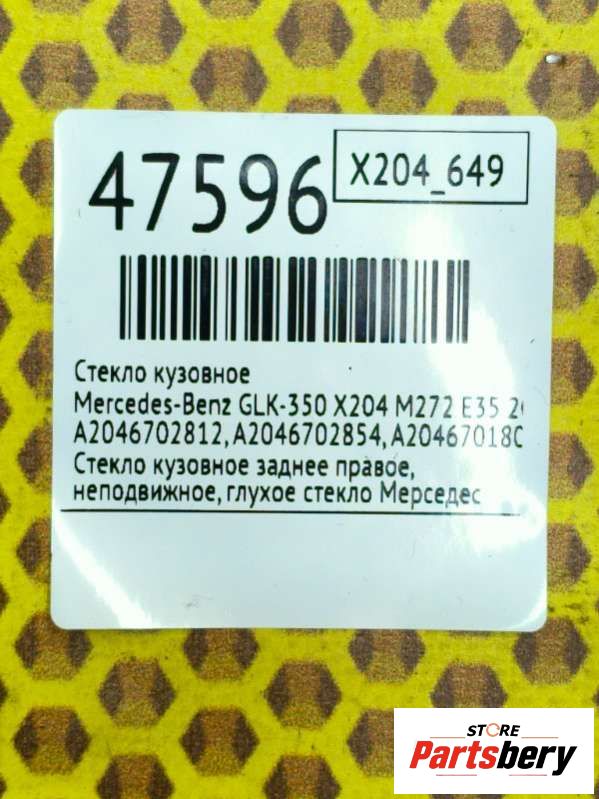 47596
X204_649
Стекло кузовное
Mercedes-Benz GLK-350 X204 M272 E35
A2046702812, A2046702854,
Стекло кузовное заднее правое,
неподвижное, глухое стекло Мерседес
STORE
Partsbery